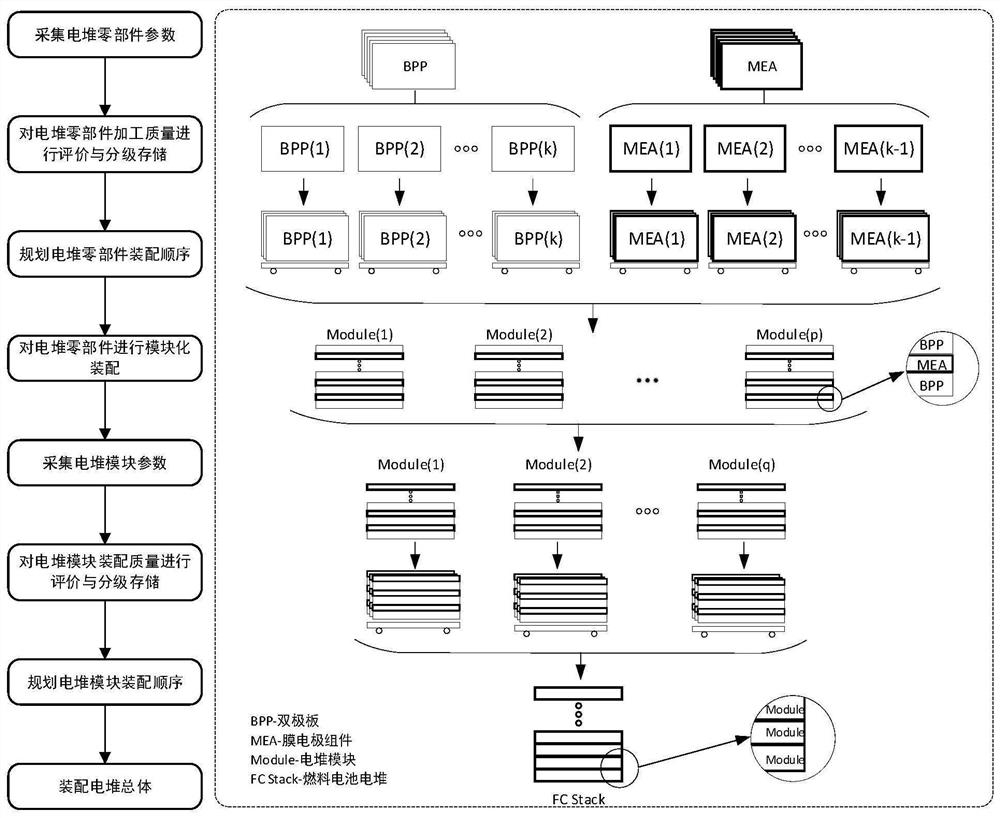 采集电堆零部件参数
对电堆零部件加工质量进
行评价与分级存储
规划电堆零部件装配顺序
对电堆零部件进行模块化
装配
采集电堆模块参数
对电堆模块装配质量进行
评价与分级存储
规划电堆模块装配顺序
装配电堆总体
BPP
MEA
BPP(1)
BPP(2)
BPP(k)
MEA(1)
MEA(2)
MEA(k-1)
BPP(1)
BPP(2)
BPP(k)
MEA(1)
MEA(2)
MEA(k-1)
Module(1)
Module(2)
Module(p)
BPP
MEA
BPP
Module(1)
Module(2)
Module(q)
BPP-双极板
MEA-膜电极组件
Module-电堆模块
FC Stack-燃料电池电堆
FC Stack
Module
Module
Module